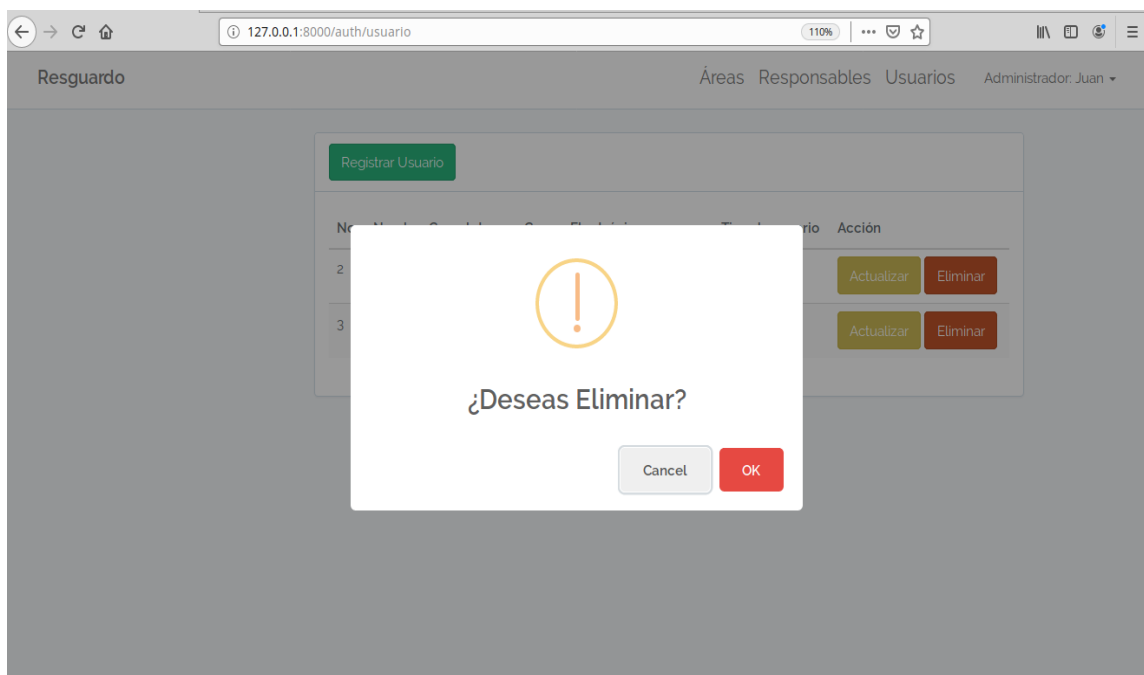 127.0.0.1:8000/auth/usuario 110%
Resguardo Áreas Responsables Usuarios Administrador: Juan
Registrar Usuario
Acción
2 Actualizar Eliminar
3 Actualizar Eliminar
¿Deseas Eliminar?
Cancel OK